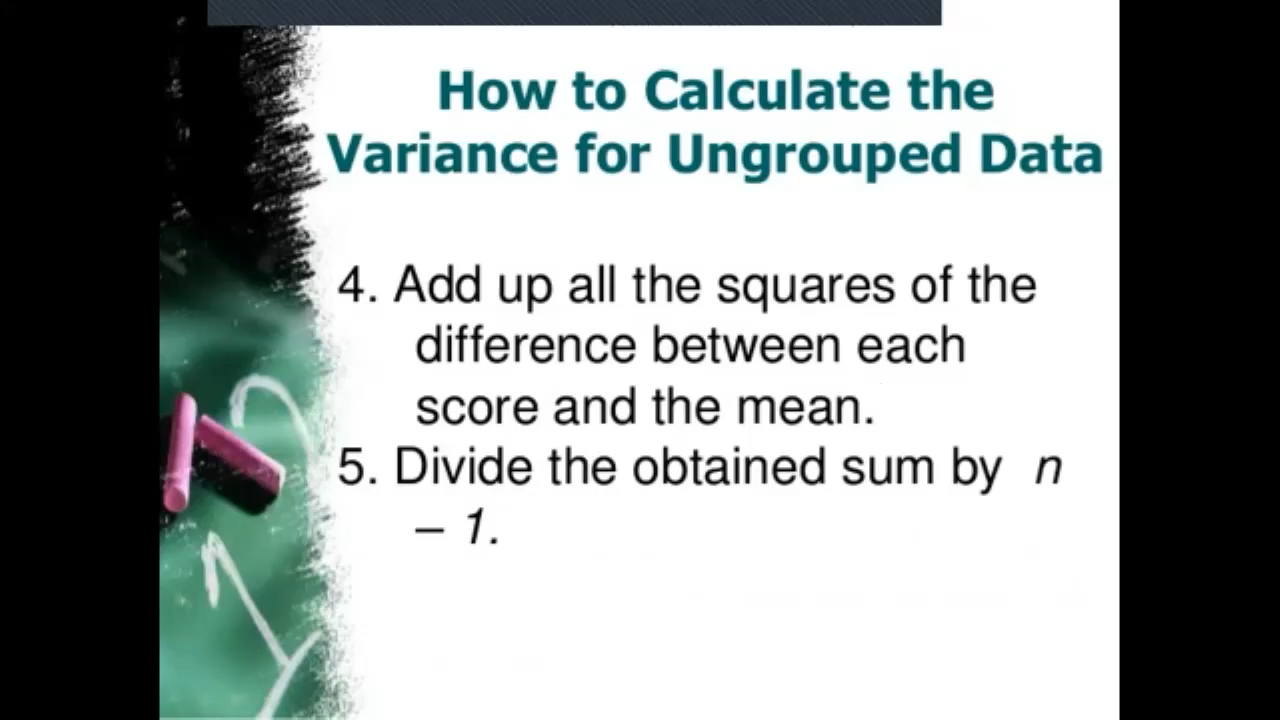 How to Calculate the
Variance for Ungrouped Data
4. Add up all the squares of the
difference between each
score and the mean.
5. Divide the obtained sum by n
– 1.